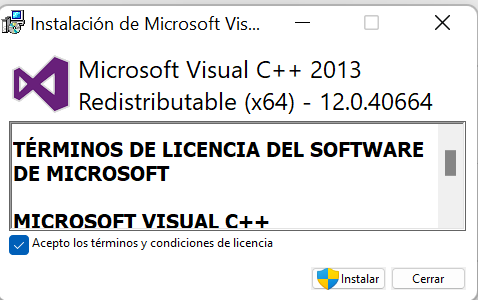 Instalación de Microsoft Vis...
Microsoft Visual C++ 2013
Redistributable (x64) - 12.0.40664
TÉRMINOS DE LICENCIA DEL SOFTWARE
DE MICROSOFT
MICROSOFT VISUAL C++
Acepto los términos y condiciones de licencia
Instalar
Cerrar